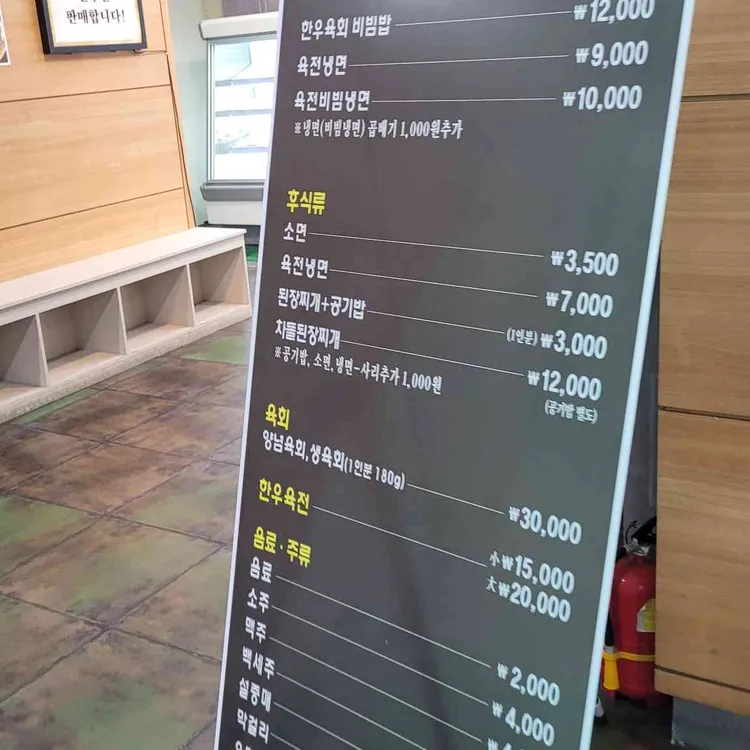 판매합니다!
한우육회 비빔밥 ₩12,000
육전냉면 ₩9,000
육전비빔냉면 ₩10,000
※냉면(비빔냉면) 곱빼기 1,000원추가
후식류
소면 ₩3,500
육전냉면 ₩7,000
된장찌개+공기밥 (1인분) ₩3,000
차돌된장찌개 ₩12,000
※공기밥, 소면, 냉면-사리추가 1,000원
(공기밥 별도)
육회
양념육회, 생육회(1인분 180g) ₩30,000
한우육전 小 ₩15,000
大 ₩20,000
음료·주류
음료 ₩2,000
소주 ₩4,000
맥주
백세주
설중매
막걸리